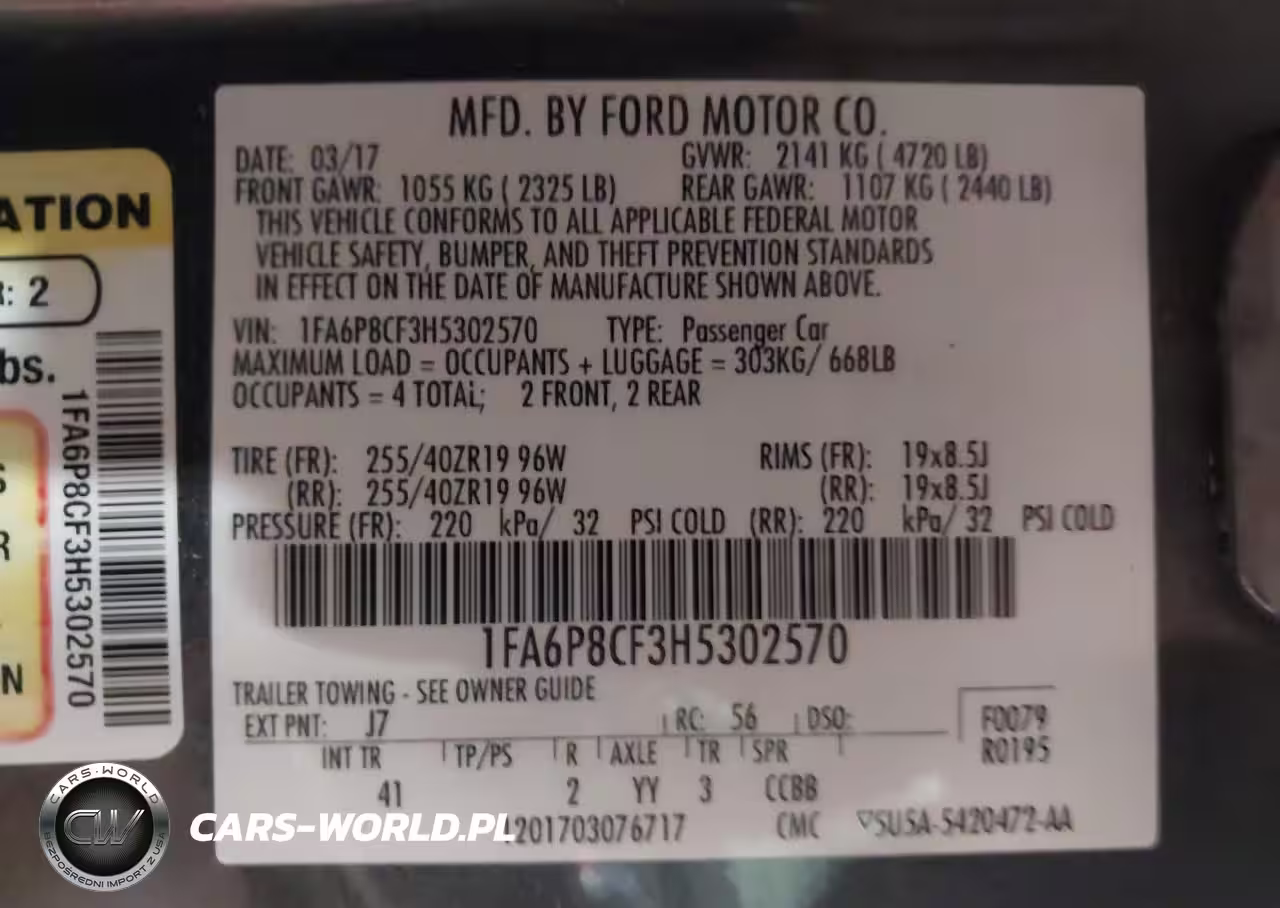 ATION
R: 2
bs.
1FA6P8CF3H5302570
R
N
MFD. BY FORD MOTOR CO.
DATE: 03/17 GVWR: 2141 KG ( 4720 LB)
FRONT GAWR: 1055 KG ( 2325 LB) REAR GAWR: 1107 KG ( 2440 LB)
THIS VEHICLE CONFORMS TO ALL APPLICABLE FEDERAL MOTOR
VEHICLE SAFETY, BUMPER, AND THEFT PREVENTION STANDARDS
IN EFFECT ON THE DATE OF MANUFACTURE SHOWN ABOVE.
VIN: 1FA6P8CF3H5302570 TYPE: Passenger Car
MAXIMUM LOAD = OCCUPANTS + LUGGAGE = 303KG/ 668LB
OCCUPANTS = 4 TOTAL; 2 FRONT, 2 REAR
TIRE (FR): 255/40ZR19 96W RIMS (FR): 19x8.5J
(RR): 255/40ZR19 96W (RR): 19x8.5J
PRESSURE (FR): 220 kPa/ 32 PSI COLD (RR): 220 kPa/ 32 PSI COLD
1FA6P8CF3H5302570
TRAILER TOWING - SEE OWNER GUIDE
EXT PNT: J7 RC: 56 DSO: F0079
INT TR TP/PS R AXLE TR SPR R0195
41 2 YY 3 CCBB
201703076717 CMC ▽SU5A-5420472-AA
CARS-WORLD
CW
BEZPOŚREDNI IMPORT Z USA
CARS-WORLD.PL